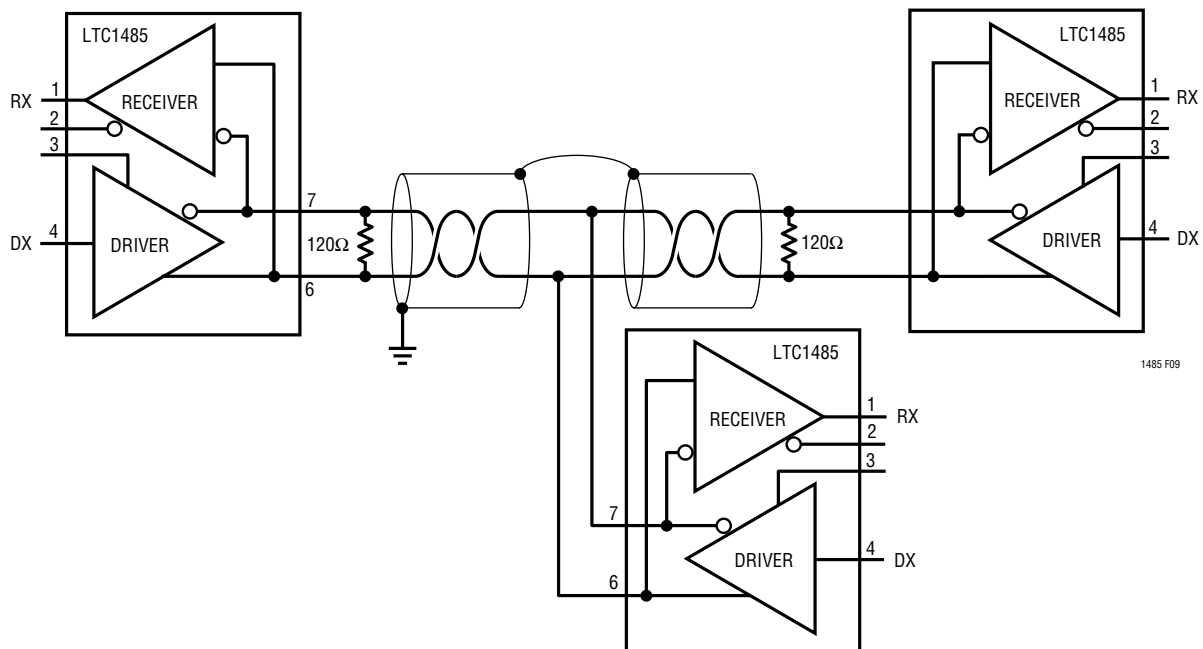 LTC1485
RECEIVER
RX
1
2
3
DRIVER
DX
4
7
6
120Ω
120Ω
LTC1485
RECEIVER
1
RX
2
3
DRIVER
4
DX
LTC1485
RECEIVER
1
RX
2
3
7
DRIVER
4
DX
6
1485 F09